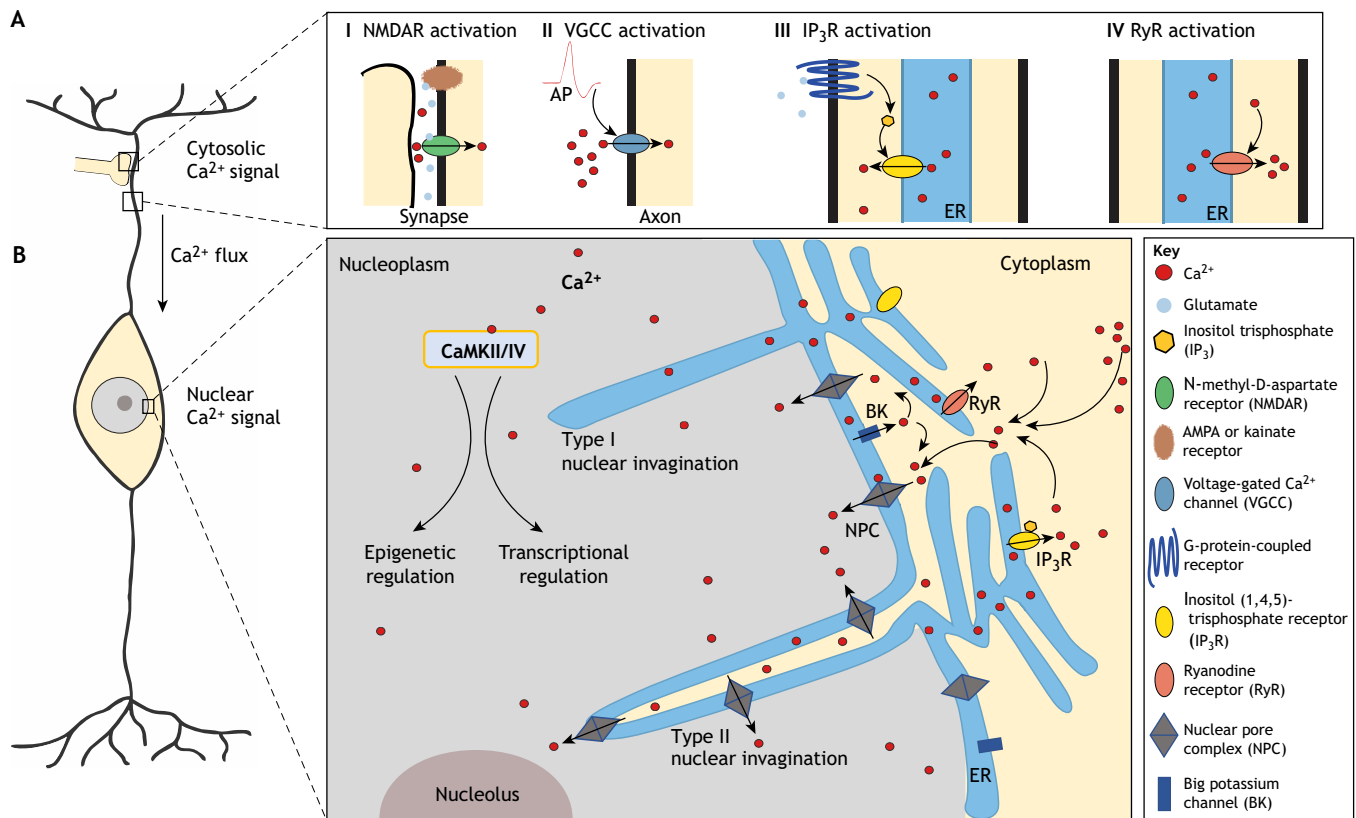 A
I NMDAR activation
II VGCC activation
III IP₃R activation
IV RyR activation
AP
Synapse
Axon
ER
ER
Cytosolic
Ca²⁺ signal
Ca²⁺ flux
B
Nuclear
Ca²⁺ signal
Nucleoplasm
Ca²⁺
Cytoplasm
CaMKII/IV
Epigenetic
regulation
Transcriptional
regulation
Type I
nuclear invagination
BK
RyR
NPC
IP₃R
Type II
nuclear invagination
ER
Nucleolus
Key
Ca²⁺
Glutamate
Inositol trisphosphate
(IP₃)
N-methyl-D-aspartate
receptor (NMDAR)
AMPA or kainate
receptor
Voltage-gated Ca²⁺
channel (VGCC)
G-protein-coupled
receptor
Inositol (1,4,5)-
trisphosphate receptor
(IP₃R)
Ryanodine
receptor (RyR)
Nuclear pore
complex (NPC)
Big potassium
channel (BK)